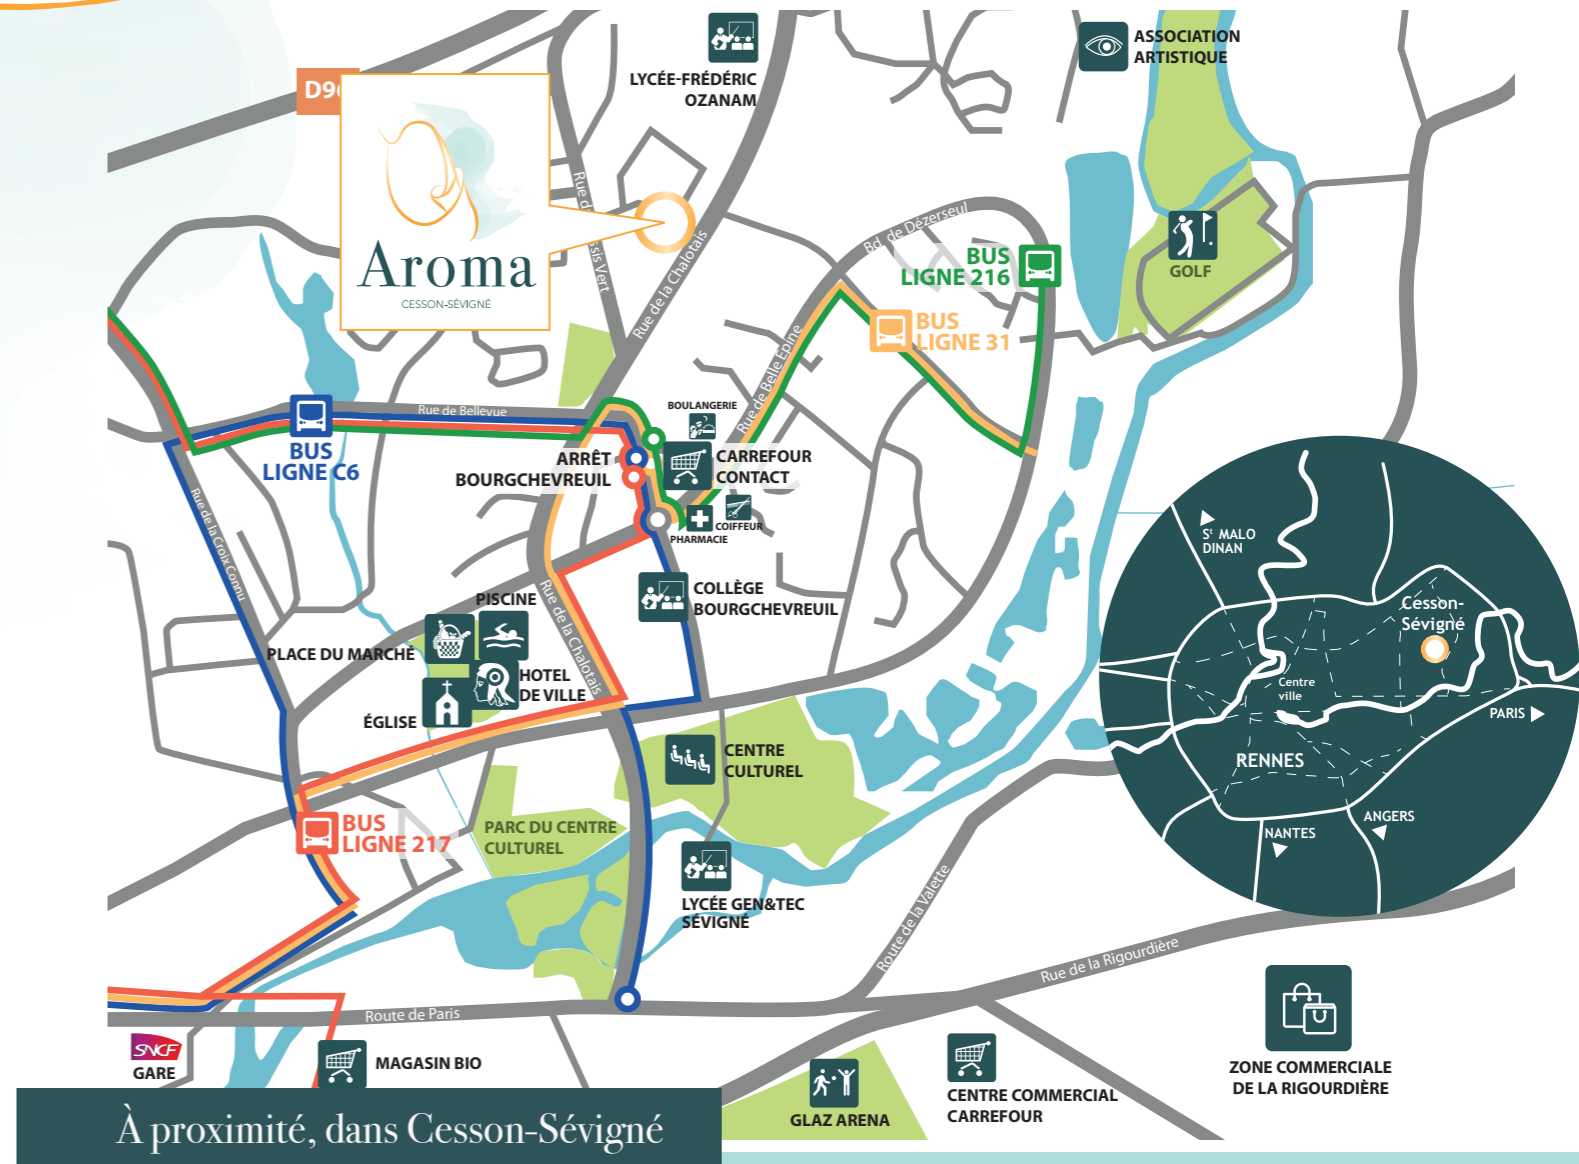 LYCÉE-FRÉDÉRIC
OZANAM
ASSOCIATION
ARTISTIQUE
Aroma
CESSON-SÉVIGNÉ
Rue de la Chalotais
Bd. de Dézerseul
BUS
LIGNE 216
GOLF
BUS
LIGNE 31
Rue de Belle Epine
Rue de Bellevue
BUS
LIGNE C6
BOULANGERIE
ARRÊT
BOURGCHEVREUIL
CARREFOUR
CONTACT
COIFFEUR
PHARMACIE
Rue de la Croix Connu
COLLÈGE
BOURGCHEVREUIL
Rue de la Chalotais
PISCINE
PLACE DU MARCHÉ
HOTEL
DE VILLE
ÉGLISE
CENTRE
CULTUREL
BUS
LIGNE 217
PARC DU CENTRE
CULTUREL
LYCÉE GEN&TEC
SÉVIGNÉ
Route de la Valette
Rue de la Rigourdière
Route de Paris
SNCF
GARE
MAGASIN BIO
GLAZ ARENA
CENTRE COMMERCIAL
CARREFOUR
ZONE COMMERCIALE
DE LA RIGOURDIÈRE
St MALO
DINAN
Cesson-
Sévigné
Centre
ville
PARIS
RENNES
ANGERS
NANTES
À proximité, dans Cesson-Sévigné